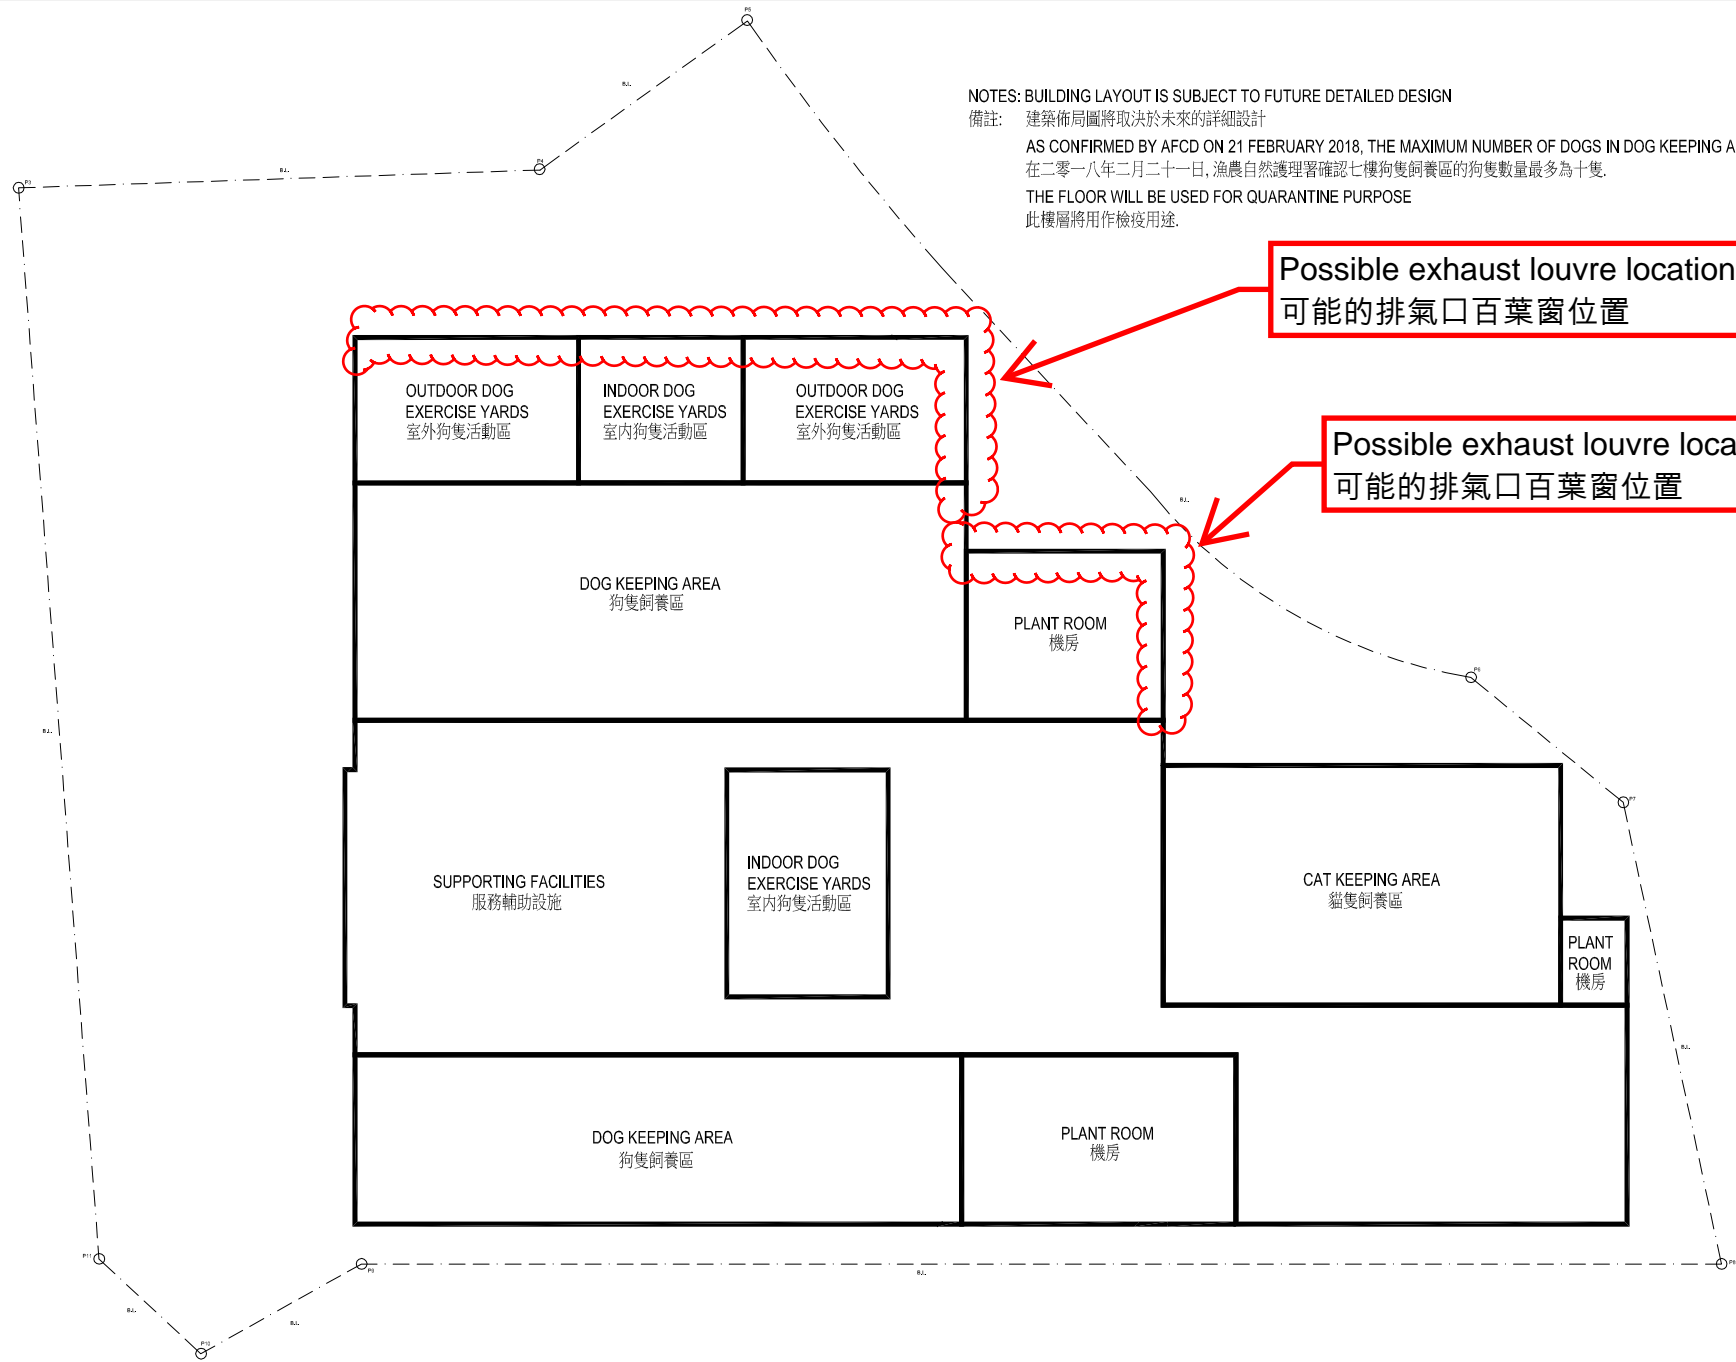 P5
B.L.
NOTES: BUILDING LAYOUT IS SUBJECT TO FUTURE DETAILED DESIGN
備註: 建築佈局圖將取決於未來的詳細設計
AS CONFIRMED BY AFCD ON 21 FEBRUARY 2018, THE MAXIMUM NUMBER OF DOGS IN DOG KEEPING A
在二零一八年二月二十一日, 漁農自然護理署確認七樓狗隻飼養區的狗隻數量最多為十隻.
THE FLOOR WILL BE USED FOR QUARANTINE PURPOSE
此樓層將用作檢疫用途.
P4
B.L.
P3
Possible exhaust louvre location
可能的排氣口百葉窗位置
OUTDOOR DOG
EXERCISE YARDS
室外狗隻活動區
INDOOR DOG
EXERCISE YARDS
室內狗隻活動區
OUTDOOR DOG
EXERCISE YARDS
室外狗隻活動區
Possible exhaust louvre loca
可能的排氣口百葉窗位置
B.L.
DOG KEEPING AREA
狗隻飼養區
PLANT ROOM
機房
P6
B.L.
P7
SUPPORTING FACILITIES
服務輔助設施
INDOOR DOG
EXERCISE YARDS
室內狗隻活動區
CAT KEEPING AREA
貓隻飼養區
PLANT
ROOM
機房
B.L.
DOG KEEPING AREA
狗隻飼養區
PLANT ROOM
機房
P11
P9
B.L.
P8
B.L.
B.L.
P10